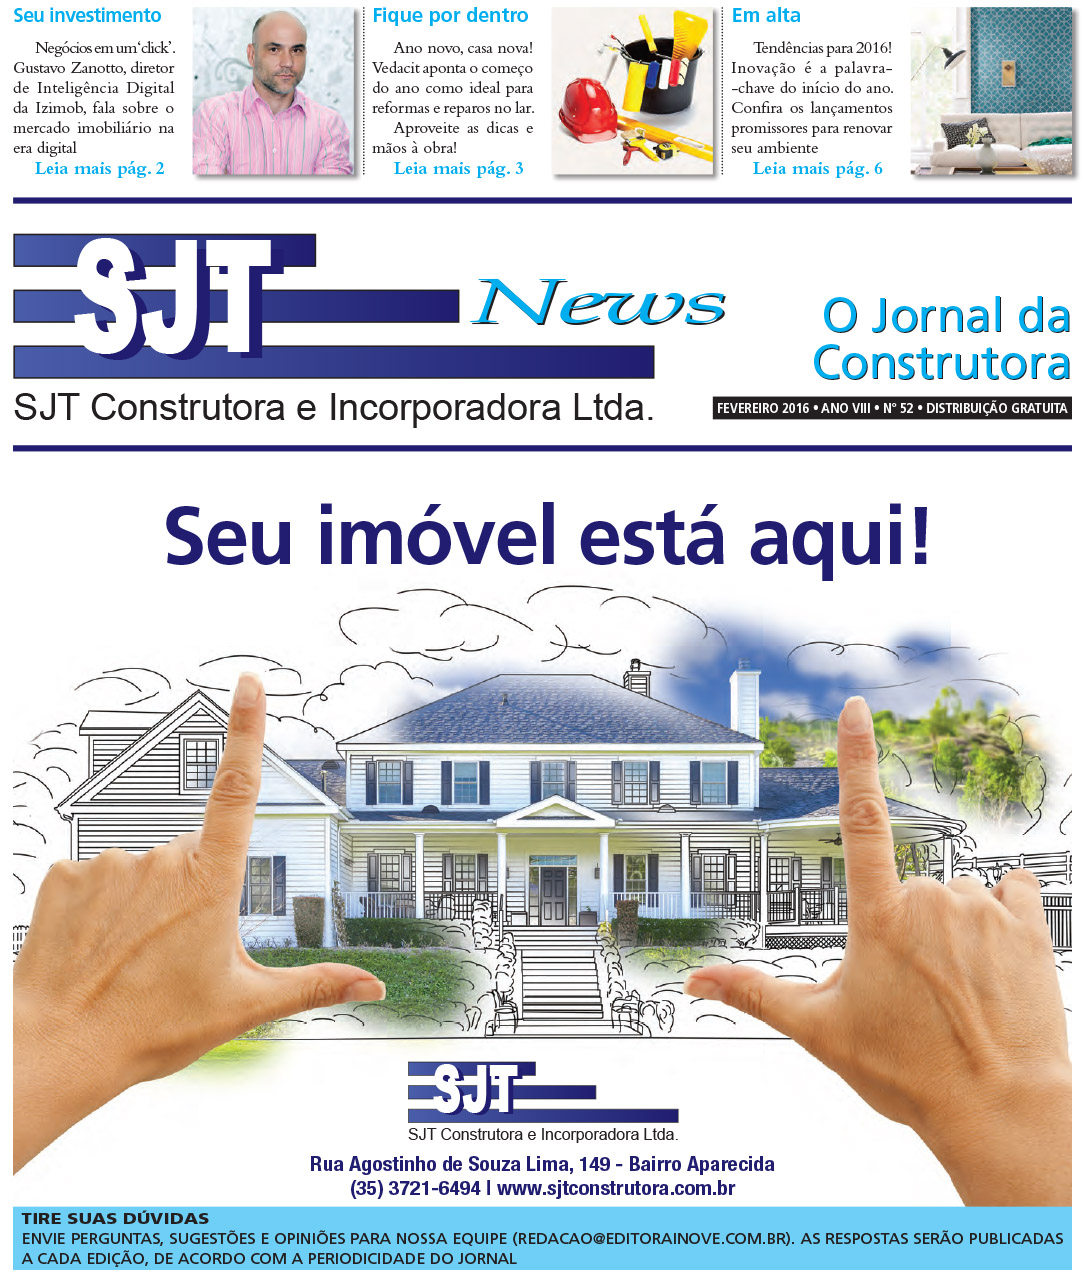 Seu investimento
Negócios em um ‘click’.
Gustavo Zanotto, diretor
de Inteligência Digital
da Izimob, fala sobre o
mercado imobiliário na
era digital
Leia mais pág. 2
Fique por dentro
Ano novo, casa nova!
Vedacit aponta o começo
do ano como ideal para
reformas e reparos no lar.
Aproveite as dicas e
mãos à obra!
Leia mais pág. 3
Em alta
Tendências para 2016!
Inovação é a palavra-
-chave do início do ano.
Confira os lançamentos
promissores para renovar
seu ambiente
Leia mais pág. 6
SJT
News
SJT Construtora e Incorporadora Ltda.
O Jornal da
Construtora
FEVEREIRO 2016 • ANO VIII • Nº 52 • DISTRIBUIÇÃO GRATUITA
Seu imóvel está aqui!
SJT
SJT Construtora e Incorporadora Ltda.
Rua Agostinho de Souza Lima, 149 - Bairro Aparecida
(35) 3721-6494 | www.sjtconstrutora.com.br
TIRE SUAS DÚVIDAS
ENVIE PERGUNTAS, SUGESTÕES E OPINIÕES PARA NOSSA EQUIPE (REDACAO@EDITORAINOVE.COM.BR). AS RESPOSTAS SERÃO PUBLICADAS
A CADA EDIÇÃO, DE ACORDO COM A PERIODICIDADE DO JORNAL